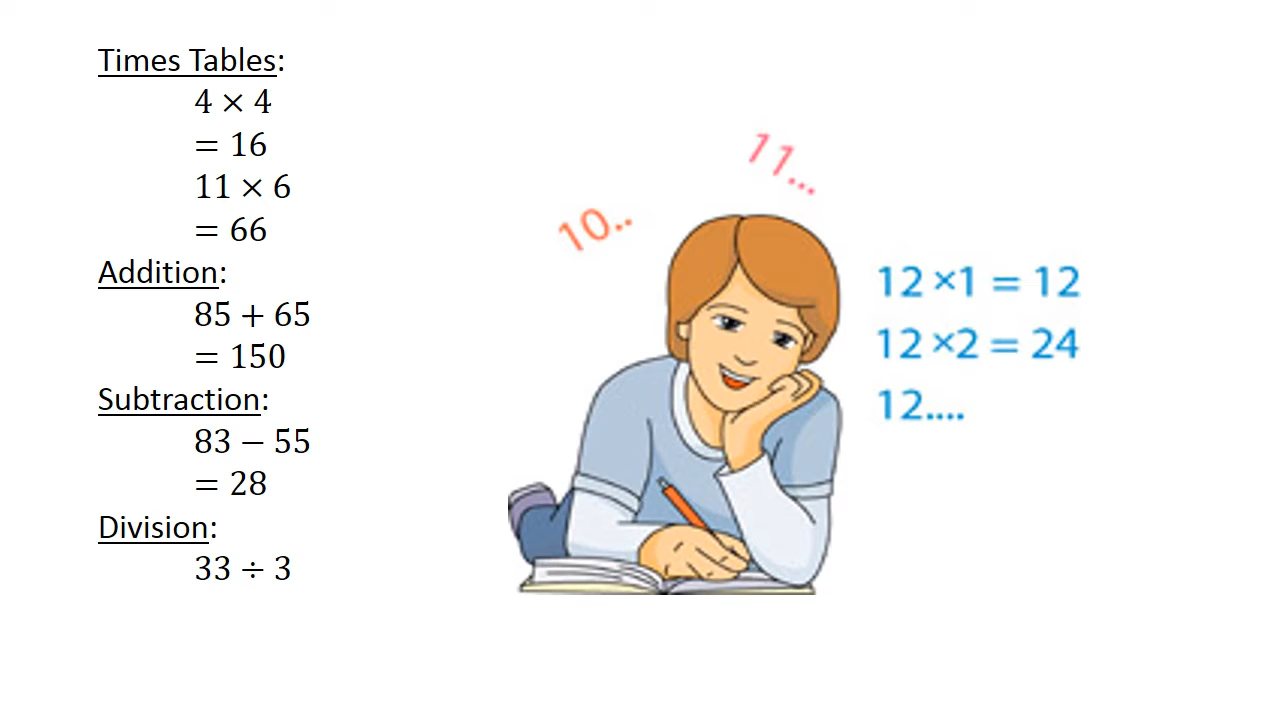 Times Tables:
4 × 4
= 16
11 × 6
= 66
Addition:
85 + 65
= 150
Subtraction:
83 − 55
= 28
Division:
33 ÷ 3
11...
10..
12 ×1 = 12
12 ×2 = 24
12....